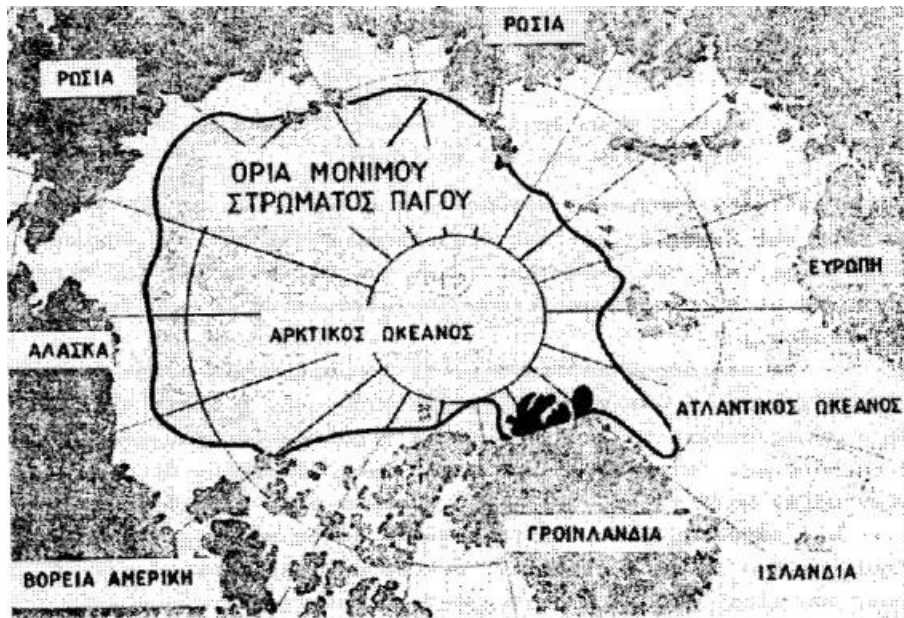 ΡΩΣΙΑ
ΡΩΣΙΑ
ΟΡΙΑ ΜΟΝΙΜΟΥ
ΣΤΡΩΜΑΤΟΣ ΠΑΓΟΥ
ΕΥΡΩΠΗ
ΑΡΚΤΙΚΟΣ ΩΚΕΑΝΟΣ
ΑΛΑΣΚΑ
ΑΤΛΑΝΤΙΚΟΣ ΩΚΕΑΝΟΣ
ΓΡΟΙΝΛΑΝΔΙΑ
ΒΟΡΕΙΑ ΑΜΕΡΙΚΗ
ΙΣΛΑΝΔΙΑ